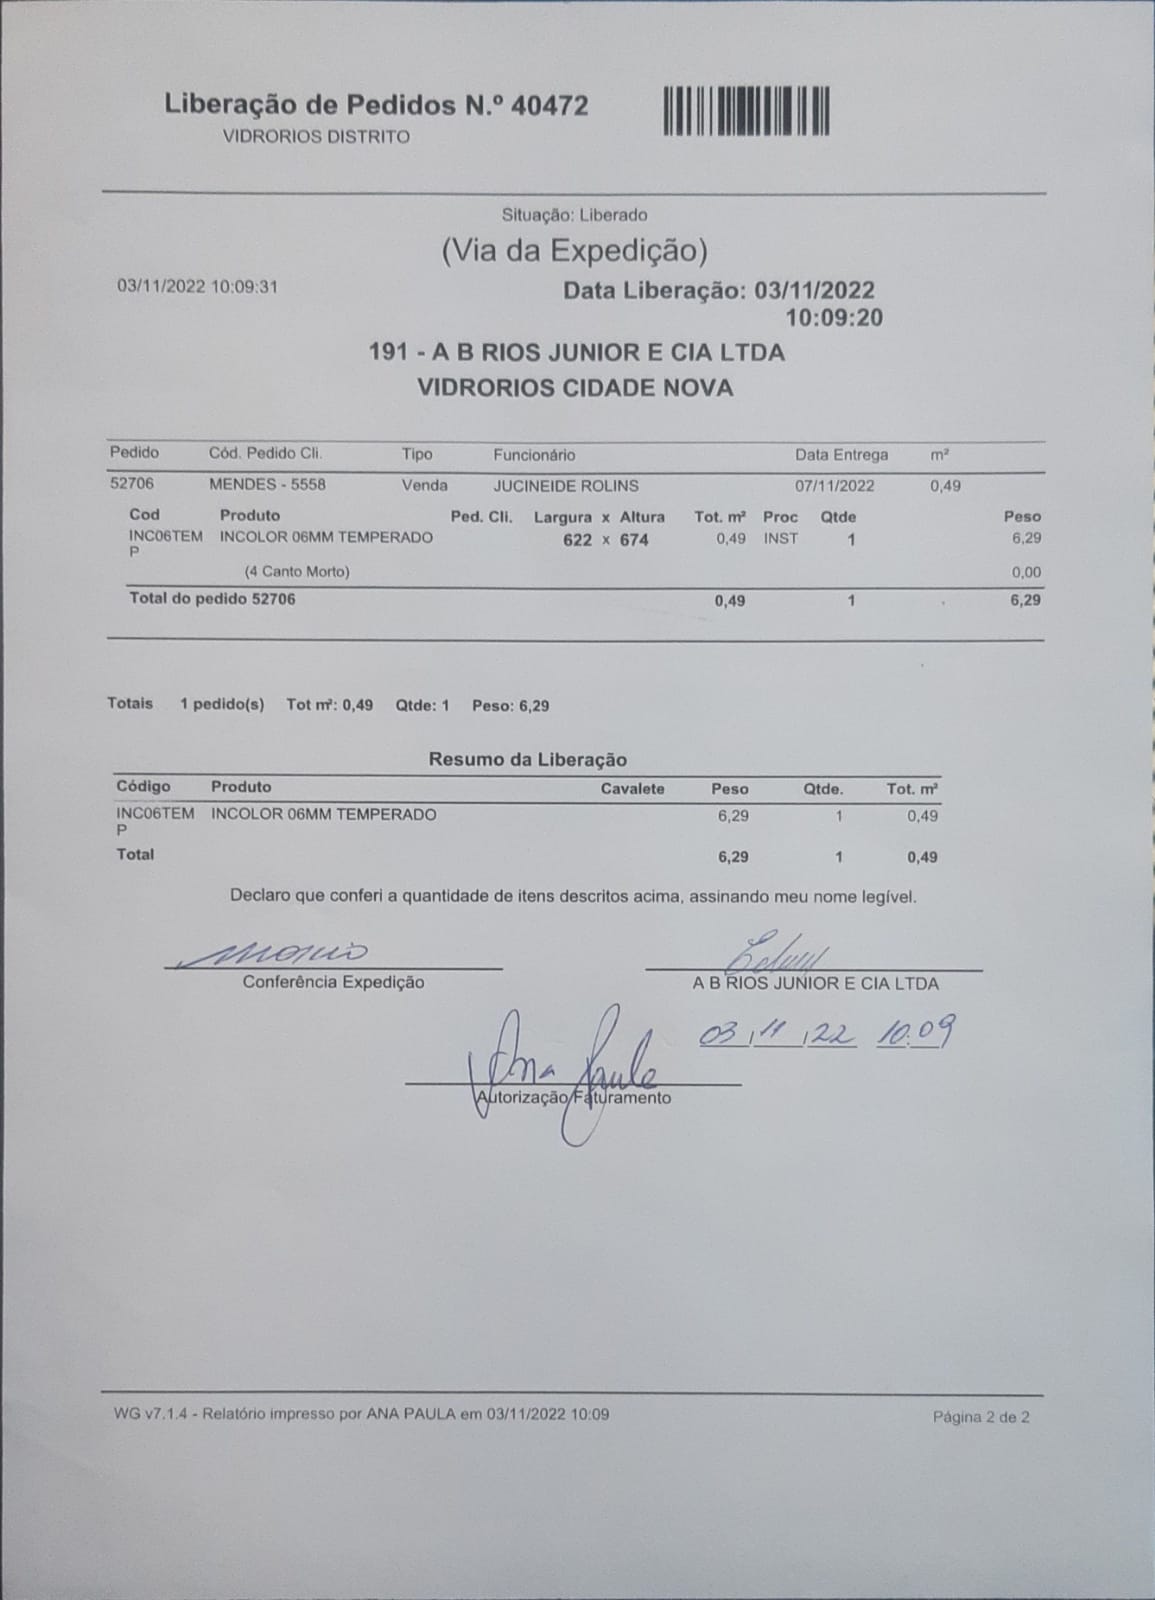 Liberação de Pedidos N.º 40472
VIDRORIOS DISTRITO
Situação: Liberado
(Via da Expedição)
03/11/2022 10:09:31
Data Liberação: 03/11/2022
10:09:20
191 - A B RIOS JUNIOR E CIA LTDA
VIDRORIOS CIDADE NOVA
Pedido Cód. Pedido Cli. Tipo Funcionário Data Entrega m²
52706 MENDES - 5558 Venda JUCINEIDE ROLINS 07/11/2022 0,49
Cod Produto Ped. Cli. Largura x Altura Tot. m² Proc Qtde Peso
INC06TEM INCOLOR 06MM TEMPERADO 622 x 674 0,49 INST 1 6,29
P
(4 Canto Morto) 0,00
Total do pedido 52706 0,49 1 6,29
Totais 1 pedido(s) Tot m²: 0,49 Qtde: 1 Peso: 6,29
Resumo da Liberação
Código Produto Cavalete Peso Qtde. Tot. m²
INC06TEM INCOLOR 06MM TEMPERADO 6,29 1 0,49
P
Total 6,29 1 0,49
Declaro que conferi a quantidade de itens descritos acima, assinando meu nome legível.
Conferência Expedição A B RIOS JUNIOR E CIA LTDA
03/11/22 10:09
Ana Paula
Autorização Faturamento
WG v7.1.4 - Relatório impresso por ANA PAULA em 03/11/2022 10:09
Página 2 de 2